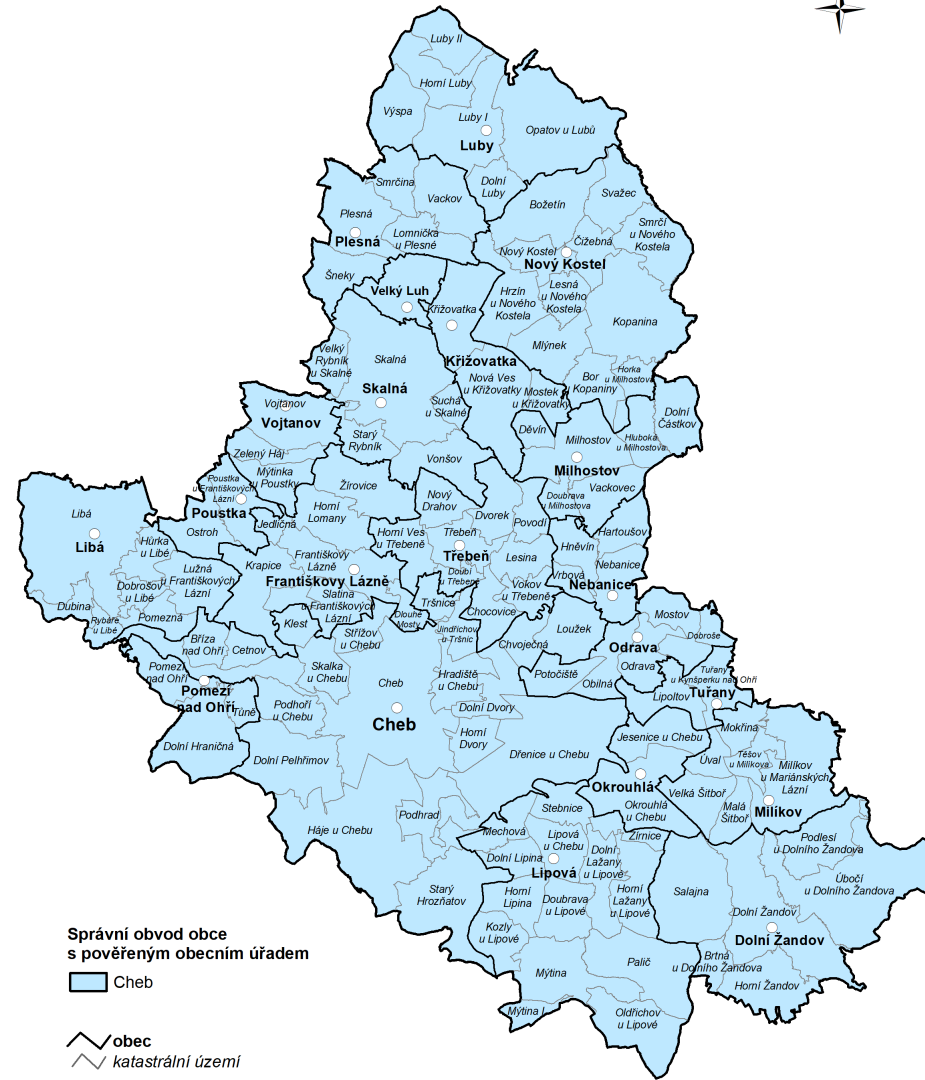 Luby II
Horní Luby
Výspa
Luby I
Opatov u Lubů
Luby
Smrčina
Dolní
Luby
Svažec
Vackov
Božetín
Plesná
Smrčí
u Nového
Kostela
Lomnička
u Plesné
Plesná
Čížebná
Nový Kostel
Nový Kostel
Šneky
Velký Luh
Hrzín
u Nového
Kostela
Lesná
u Nového
Kostela
Křižovatka
Kopanina
Mlýnek
Velký
Rybník
u Skalné
Skalná
Křižovatka
Skalná
Nová Ves
u Křižovatky
Mostek
u Křižovatky
Bor
Kopaniny
Horka
u Milhostova
Suchá
u Skalné
Vojtanov
Vojtanov
Dolní
Částkov
Děvín
Starý
Rybník
Milhostov
Hluboká
u Milhostova
Zelený Háj
Vonšov
Milhostov
Mýtinka
u Poustky
Poustka
u Františkových
Lázní
Žírovice
Vackovec
Nový
Drahov
Doubrava
u Milhostova
Poustka
Libá
Horní
Lomany
Dvorek
Povodí
Jedličná
Ostroh
Horní Ves
u Třebeně
Třebeň
Hartoušov
Libá
Hůrka
u Libé
Hněvín
Třebeň
Františkovy
Lázně
Lesina
Krapice
Nebanice
Lužná
u Františkových
Lázní
Doubí
u Třebeně
Vrbová
Františkovy Lázně
Nebanice
Dobrošov
u Libé
Vokov
u Třebeně
Slatina
u Františkových
Lázní
Dubina
Tršnice
Chocovice
Rybáře
u Libé
Pomezná
Klest
Dlouhé
Mosty
Mostov
Jindřichov
u Tršnic
Loužek
Dobroše
Bříza
nad Ohří
Cetnov
Střížov
u Chebu
Chvoječná
Odrava
Pomezí
nad Ohří
Skalka
u Chebu
Hradiště
u Chebu
Potočiště
Odrava
Tuřany
u Kynšperku nad Ohří
Cheb
Obilná
Pomezí
nad Ohří
Lipoltov
Tuřany
Podhoří
u Chebu
Tůně
Dolní Dvory
Cheb
Mokřina
Horní
Dvory
Jesenice u Chebu
Dolní Hraničná
Dolní Pelhřimov
Dřenice u Chebu
Úval
Těšov
u Milíkova
Milíkov
u Mariánských
Lázní
Okrouhlá
Velká Šitboř
Stebnice
Okrouhlá
u Chebu
Malá
Šitboř
Milíkov
Podhrad
Háje u Chebu
Mechová
Lipová
u Chebu
Žírnice
Podlesí
u Dolního Žandova
Dolní Lipina
Dolní
Lažany
u Lipové
Lipová
Úbočí
u Dolního Žandova
Starý
Hrozňatov
Horní
Lipina
Doubrava
u Lipové
Horní
Lažany
u Lipové
Salajna
Dolní Žandov
Kozly
u Lipové
Dolní Žandov
Brtná
u Dolního Žandova
Palič
Mýtina
Horní Žandov
Mýtina I
Oldřichov
u Lipové
Správní obvod obce
s pověřeným obecním úřadem
Cheb
obec
katastrální území